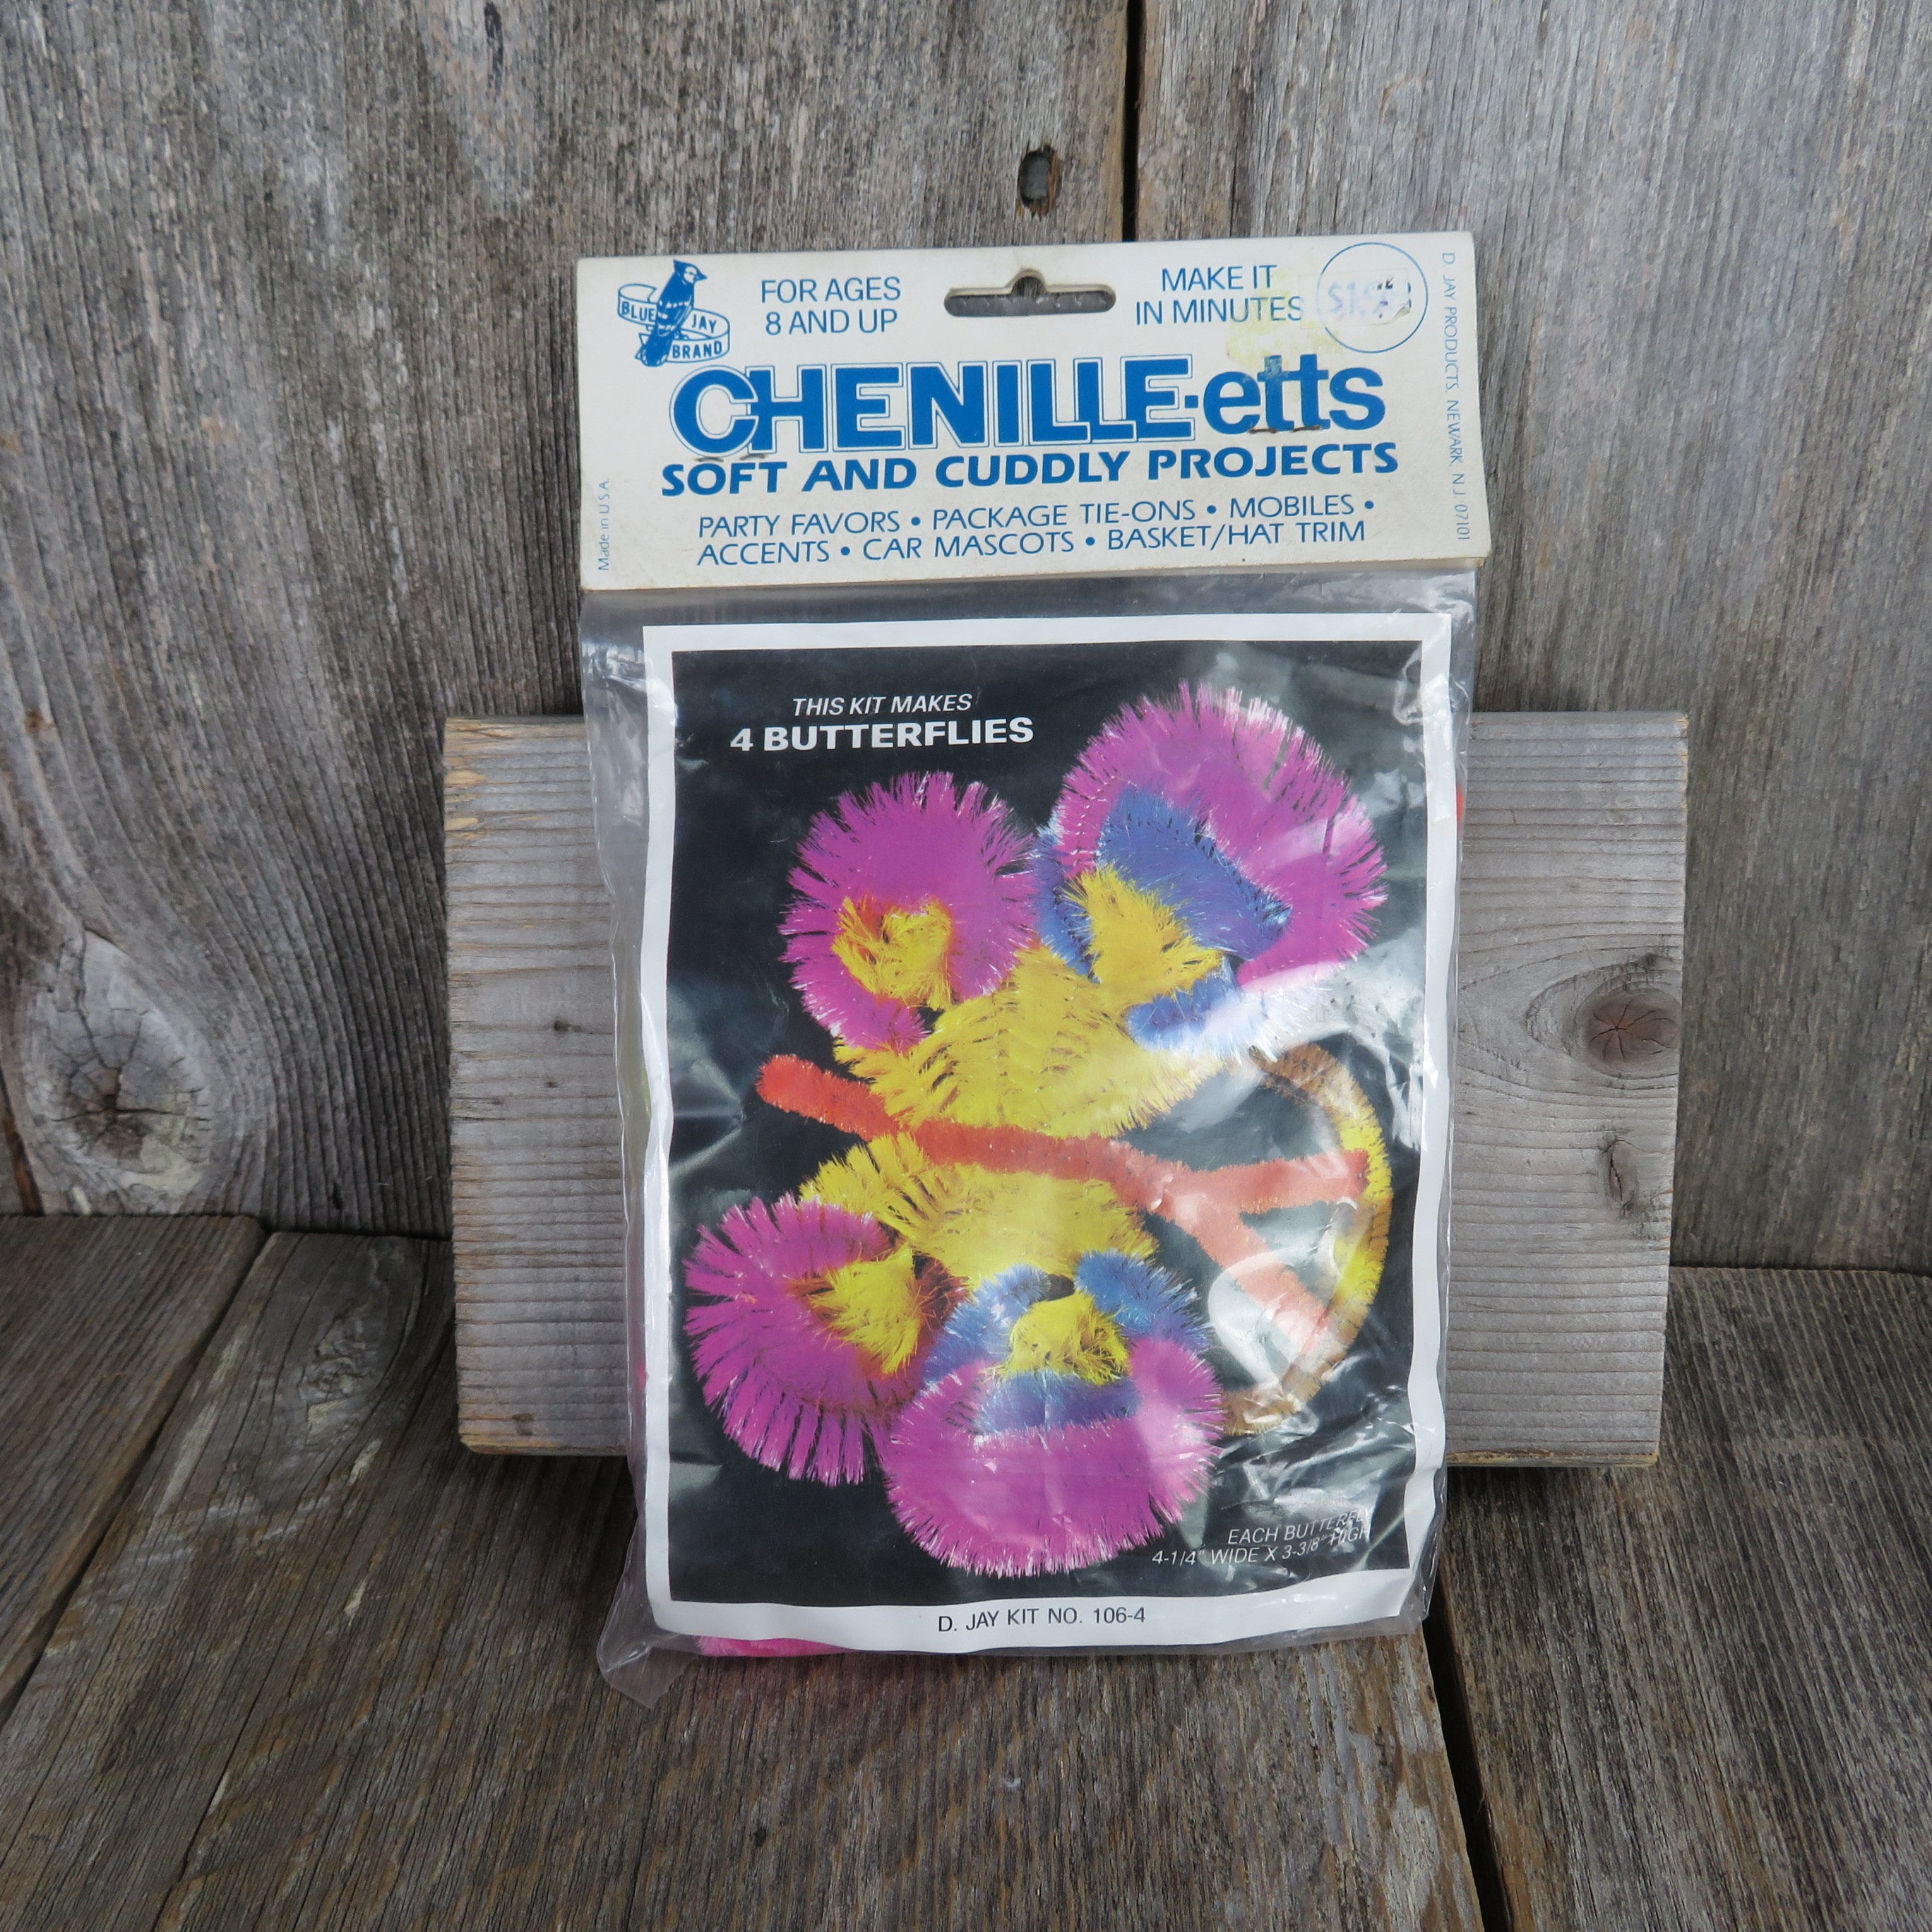 BLUE JAY
BRAND
FOR AGES
8 AND UP
MAKE IT
IN MINUTES
CHENILLE·etts
SOFT AND CUDDLY PROJECTS
PARTY FAVORS • PACKAGE TIE-ONS • MOBILES •
ACCENTS • CAR MASCOTS • BASKET/HAT TRIM
Made in U.S.A.
D. JAY PRODUCTS, NEWARK, N.J. 07101
THIS KIT MAKES
4 BUTTERFLIES
EACH BUTTERFLY
4-1/4" WIDE X 3-3/8" HIGH
D. JAY KIT NO. 106-4